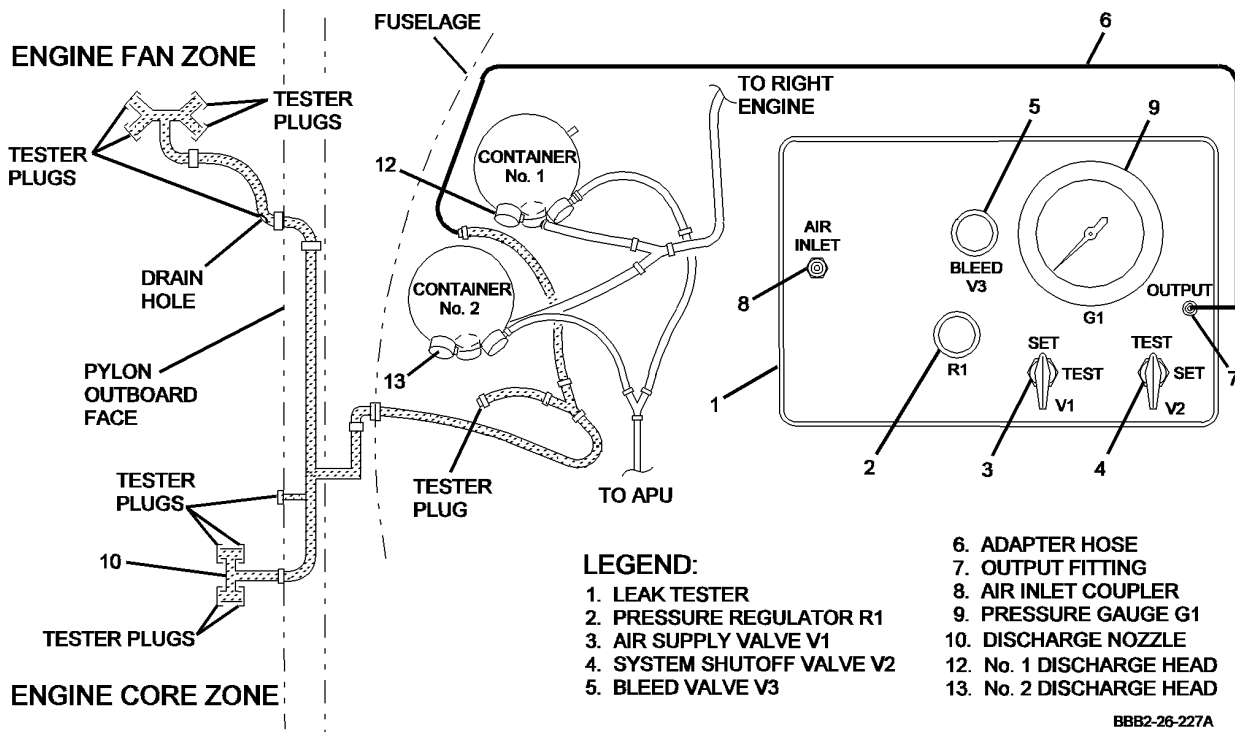 FUSELAGE
6
ENGINE FAN ZONE
TO RIGHT
ENGINE
5
9
TESTER
PLUGS
TESTER
PLUGS
12
CONTAINER
No. 1
AIR
INLET
8
BLEED
V3
OUTPUT
G1
DRAIN
HOLE
CONTAINER
No. 2
13
R1
SET
TEST
V1
TEST
SET
V2
7
PYLON
OUTBOARD
FACE
1
2
3
4
TESTER
PLUGS
TESTER
PLUG
TO APU
10
TESTER PLUGS
ENGINE CORE ZONE
LEGEND:
1. LEAK TESTER
2. PRESSURE REGULATOR R1
3. AIR SUPPLY VALVE V1
4. SYSTEM SHUTOFF VALVE V2
5. BLEED VALVE V3
6. ADAPTER HOSE
7. OUTPUT FITTING
8. AIR INLET COUPLER
9. PRESSURE GAUGE G1
10. DISCHARGE NOZZLE
12. No. 1 DISCHARGE HEAD
13. No. 2 DISCHARGE HEAD
BBB2-26-227A